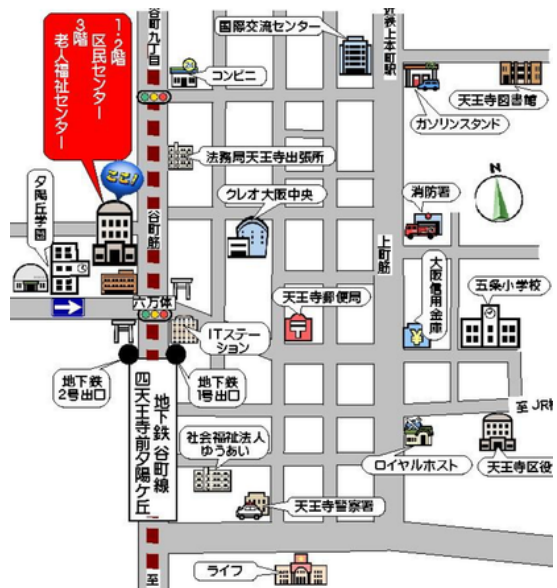 谷町九丁目
近鉄上本町駅
国際交流センター
1・2階
区民センター
3階
老人福祉センター
コンビニ
天王寺図書館
ガソリンスタンド
法務局天王寺出張所
ここ!
クレオ大阪中央
消防署
N
夕陽丘学園
谷町筋
上町筋
大阪信用金庫
五条小学校
天王寺郵便局
六万体
ITステー
ション
地下鉄
2号出口
地下鉄
1号出口
地下鉄 谷町線
四天王寺前夕陽ケ丘
至 JR
社会福祉法人
ゆうあい
ロイヤルホスト
天王寺区役
天王寺警察署
ライフ
至